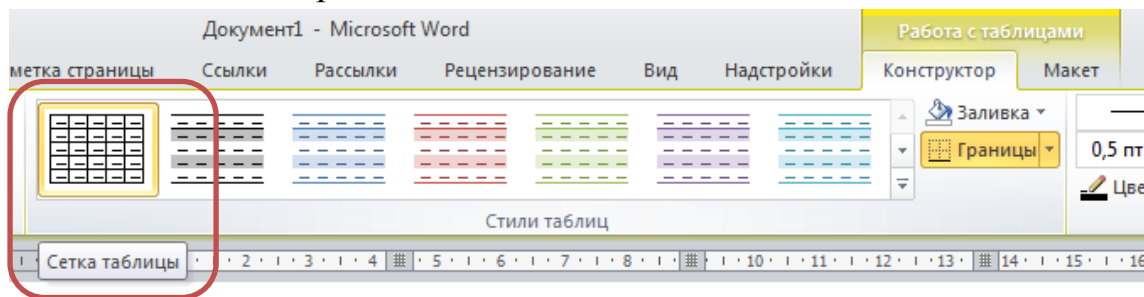 Документ1 - Microsoft Word
Работа с таблицами
метка страницы Ссылки Рассылки Рецензирование Вид Надстройки Конструктор Макет
Заливка
Границы
0,5 пт
Цве
Стили таблиц
Сетка таблицы
2 3 4 5 6 7 8 10 11 12 13 14 15 16